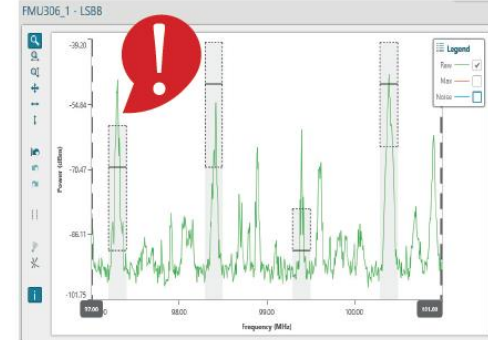 FMU306_1 - LSBB
!
Legend
Raw
Max
Noise
-39.20
-54.84
-70.47
-86.11
-101.75
Power (dBm)
97.00
98.00
99.00
100.00
101.00
Frequency (MHz)
i